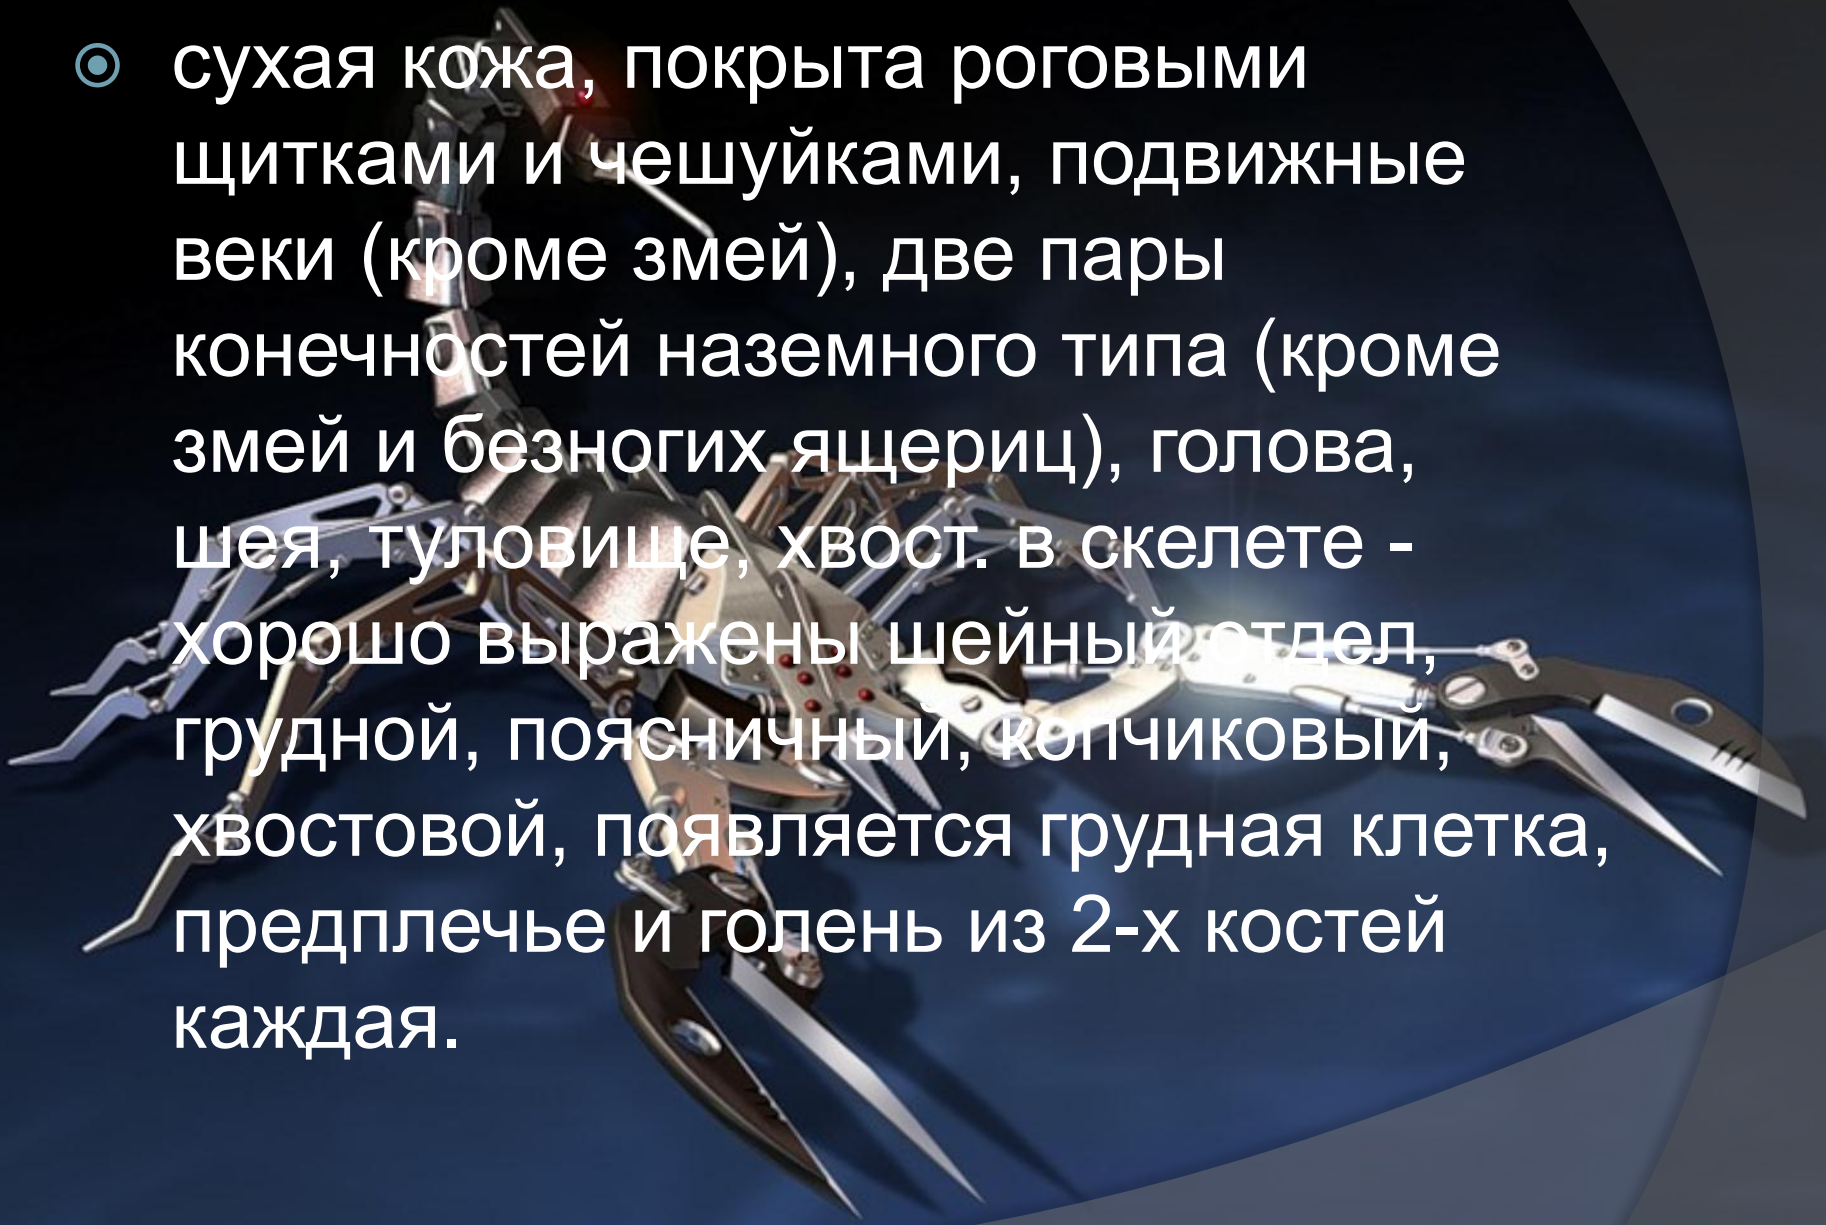 сухая кожа, покрыта роговыми
щитками и чешуйками, подвижные
веки (кроме змей), две пары
конечностей наземного типа (кроме
змей и безногих ящериц), голова,
шея, туловище, хвост. в скелете -
хорошо выражены шейный отдел,
грудной, поясничный, копчиковый,
хвостовой, появляется грудная клетка,
предплечье и голень из 2-х костей
каждая.